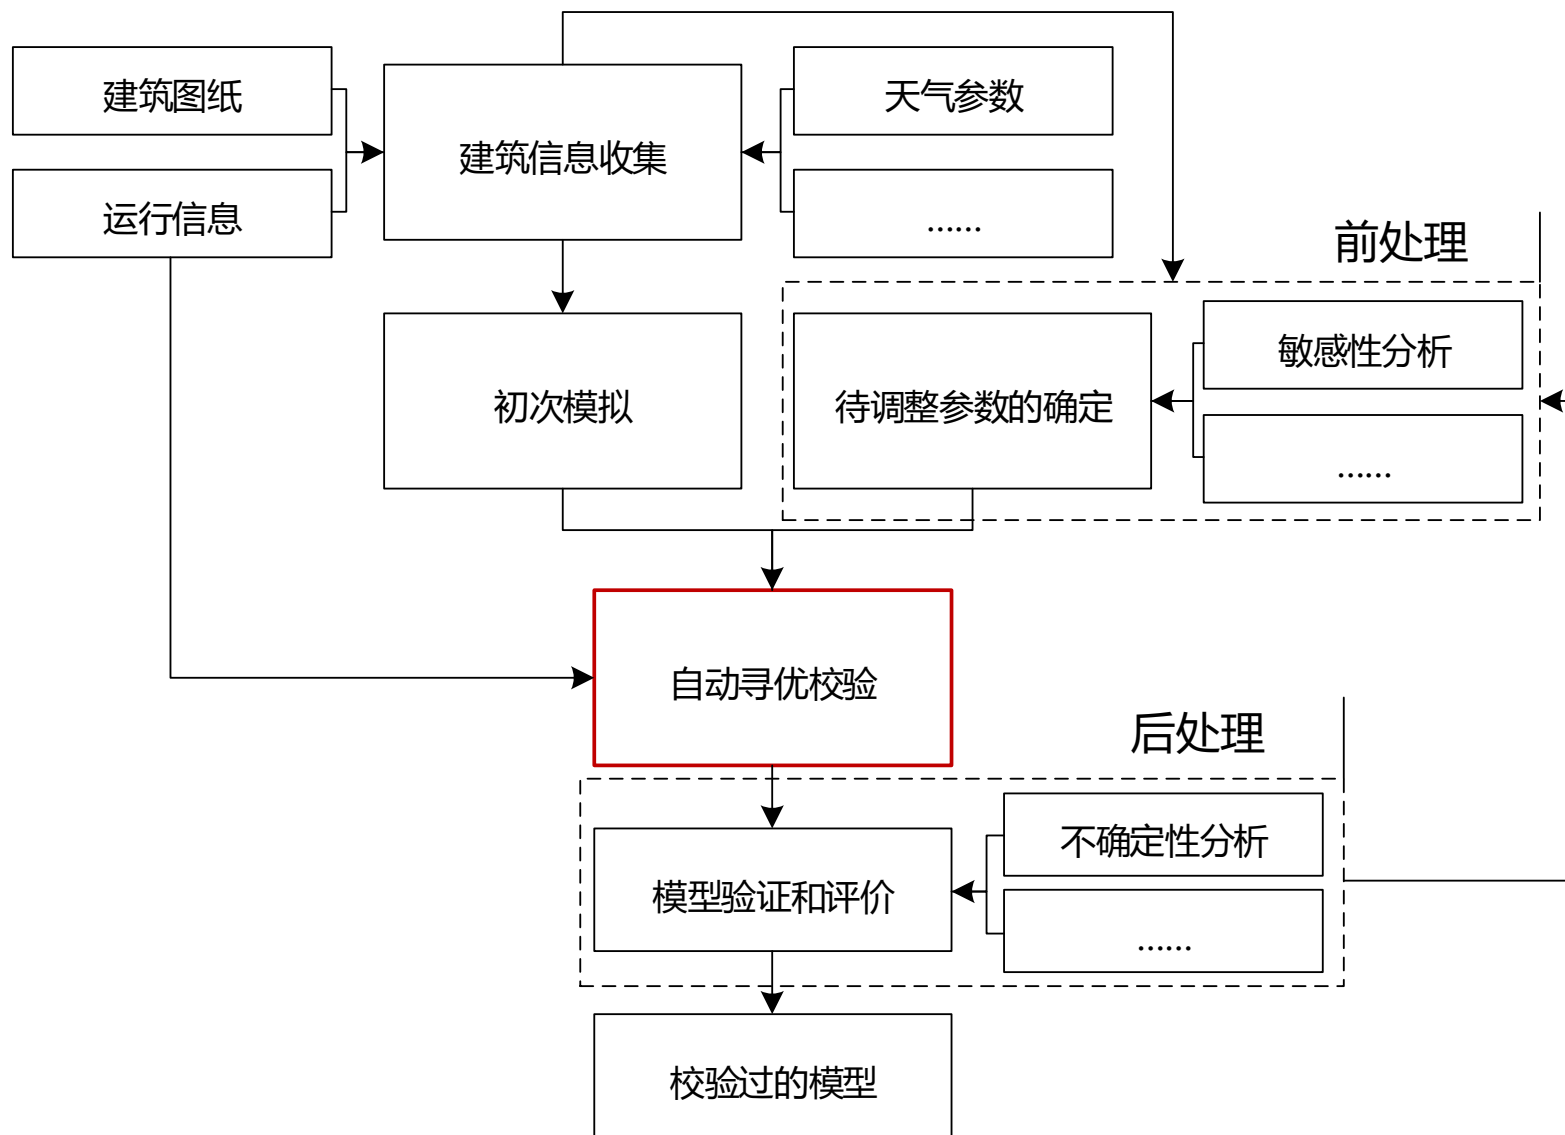 建筑图纸
天气参数
建筑信息收集
运行信息
……
前处理
敏感性分析
初次模拟
待调整参数的确定
……
自动寻优校验
后处理
不确定性分析
模型验证和评价
……
校验过的模型